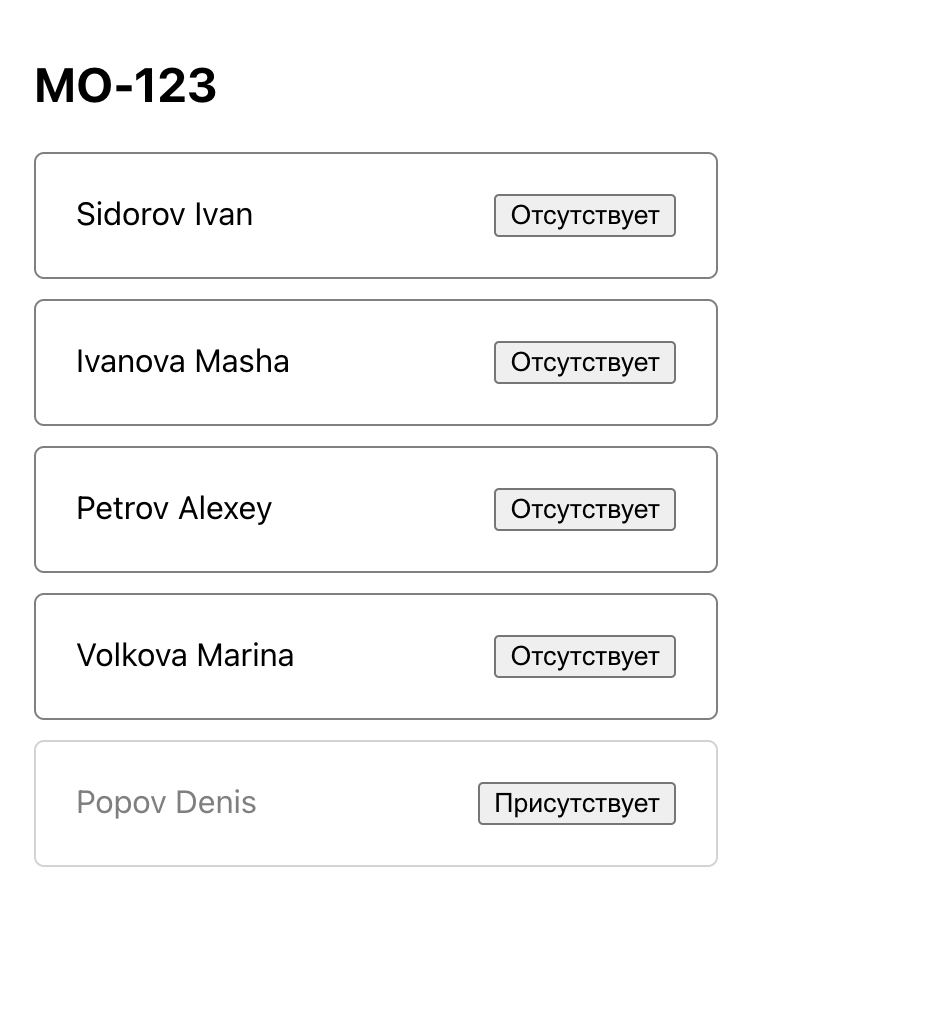 MO-123
Sidorov Ivan Отсутствует
Ivanova Masha Отсутствует
Petrov Alexey Отсутствует
Volkova Marina Отсутствует
Popov Denis Присутствует